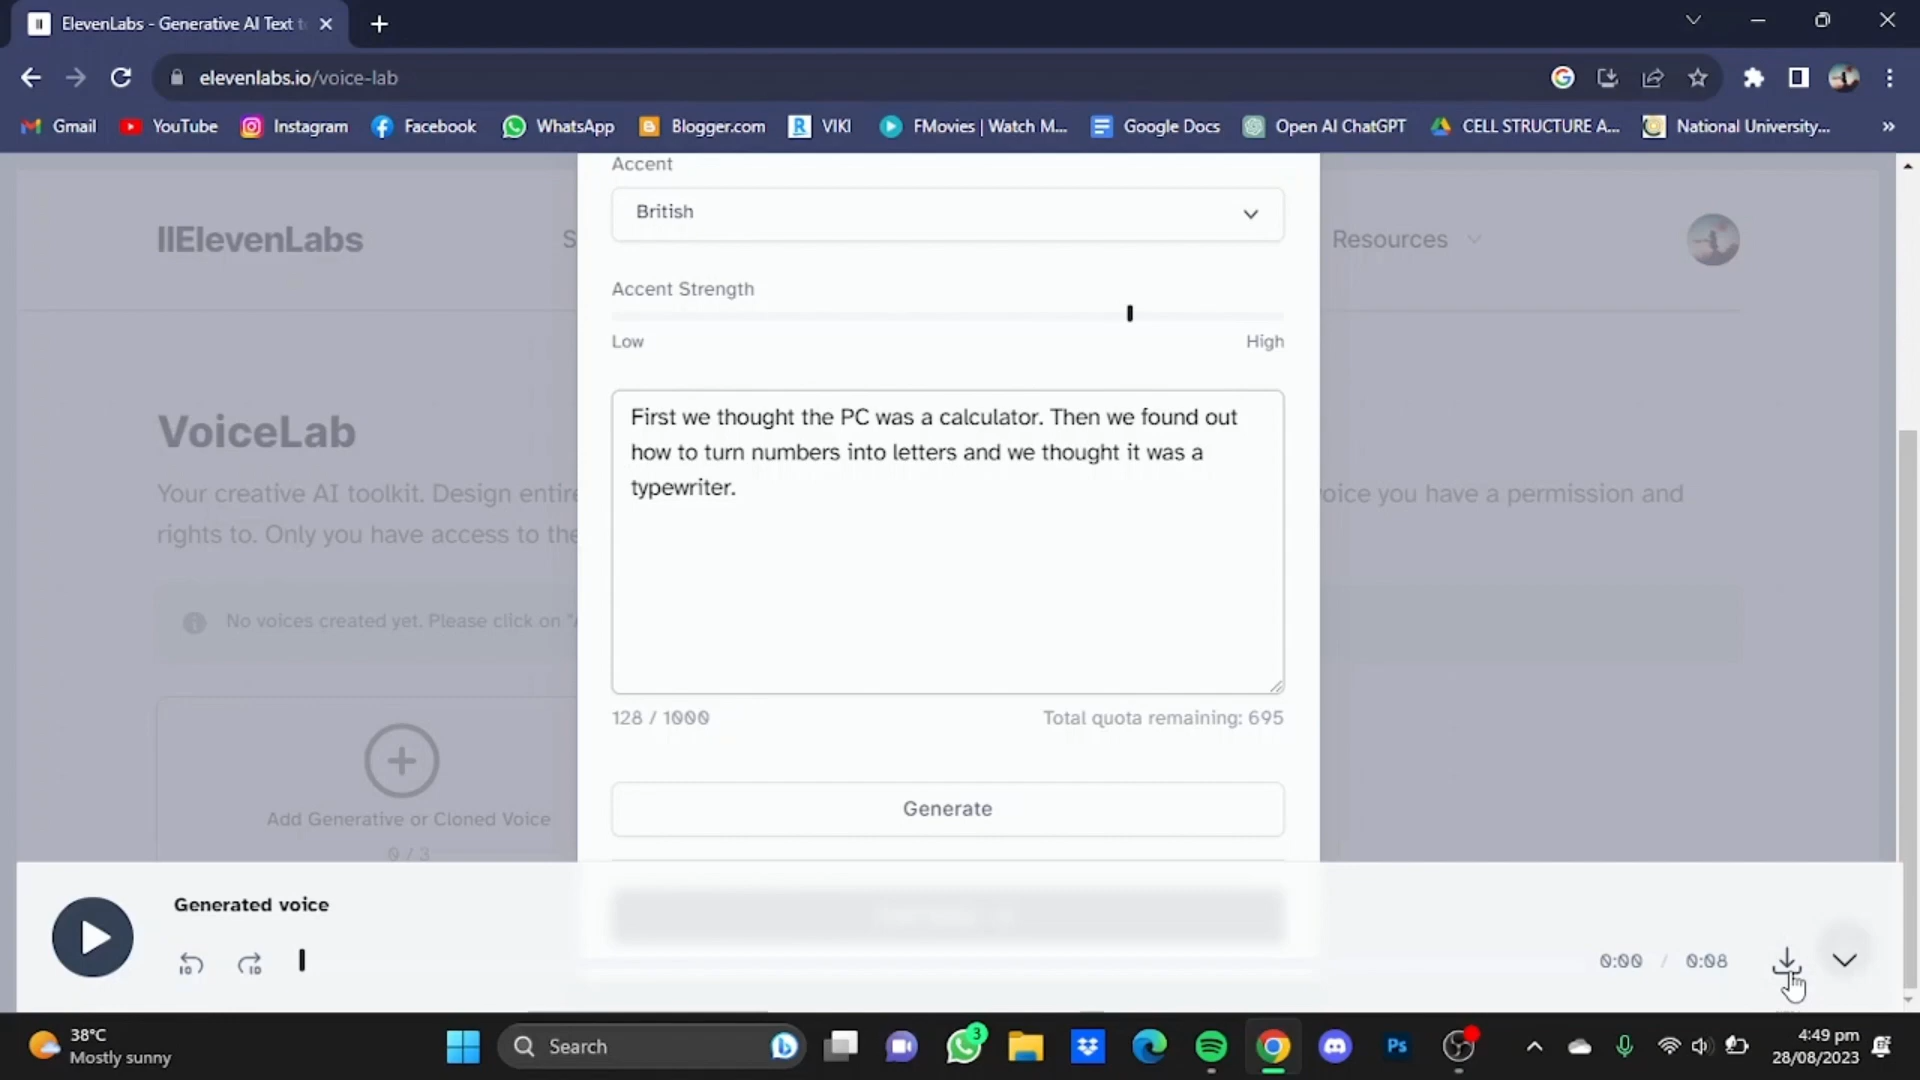 ElevenLabs - Generative AI Text t
elevenlabs.io/voice-lab
Gmail YouTube Instagram Facebook WhatsApp Blogger.com VIKI FMovies | Watch M... Google Docs Open AI ChatGPT CELL STRUCTURE A... National University... »
Accent
British
IIElevenLabs S Resources
Accent Strength
Low High
First we thought the PC was a calculator. Then we found out
how to turn numbers into letters and we thought it was a
typewriter.
VoiceLab
Your creative AI toolkit. Design entire voice you have a permission and
rights to. Only you have access to the
No voices created yet. Please click on "A
128 / 1000 Total quota remaining: 695
Add Generative or Cloned Voice
0 / 3
Generate
Generated voice
10 10
0:00 / 0:08
38°C
Mostly sunny
Search
3
Ps
4:49 pm
28/08/2023